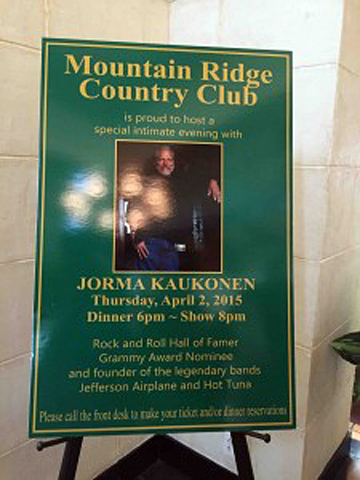 Mountain Ridge
Country Club
is proud to host a
special intimate evening with
JORMA KAUKONEN
Thursday, April 2, 2015
Dinner 6pm ~ Show 8pm
Rock and Roll Hall of Famer
Grammy Award Nominee
and founder of the legendary bands
Jefferson Airplane and Hot Tuna
Please call the front desk to make your ticket and/or dinner reservations